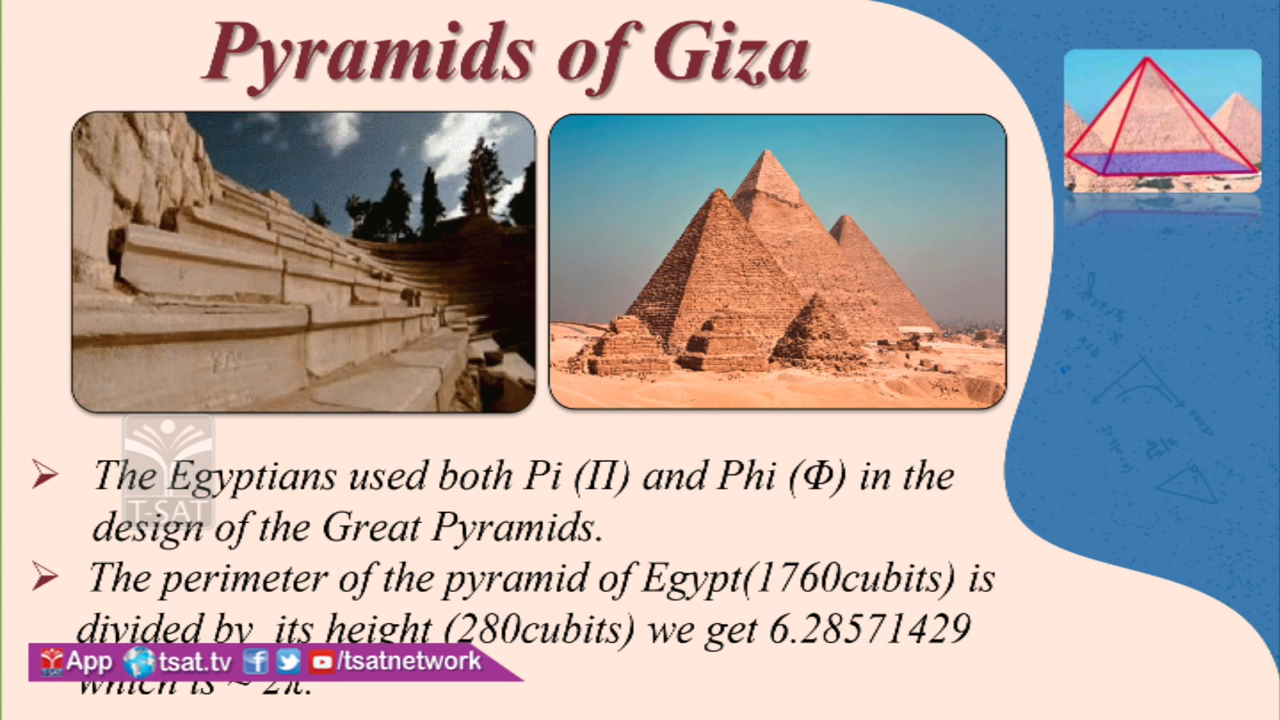 Pyramids of Giza
The Egyptians used both Pi (Π) and Phi (Φ) in the
design of the Great Pyramids.
The perimeter of the pyramid of Egypt(1760cubits) is
divided by its height (280cubits) we get 6.28571429
which is ~ 2π.
T-SAT
App tsat.tv /tsatnetwork